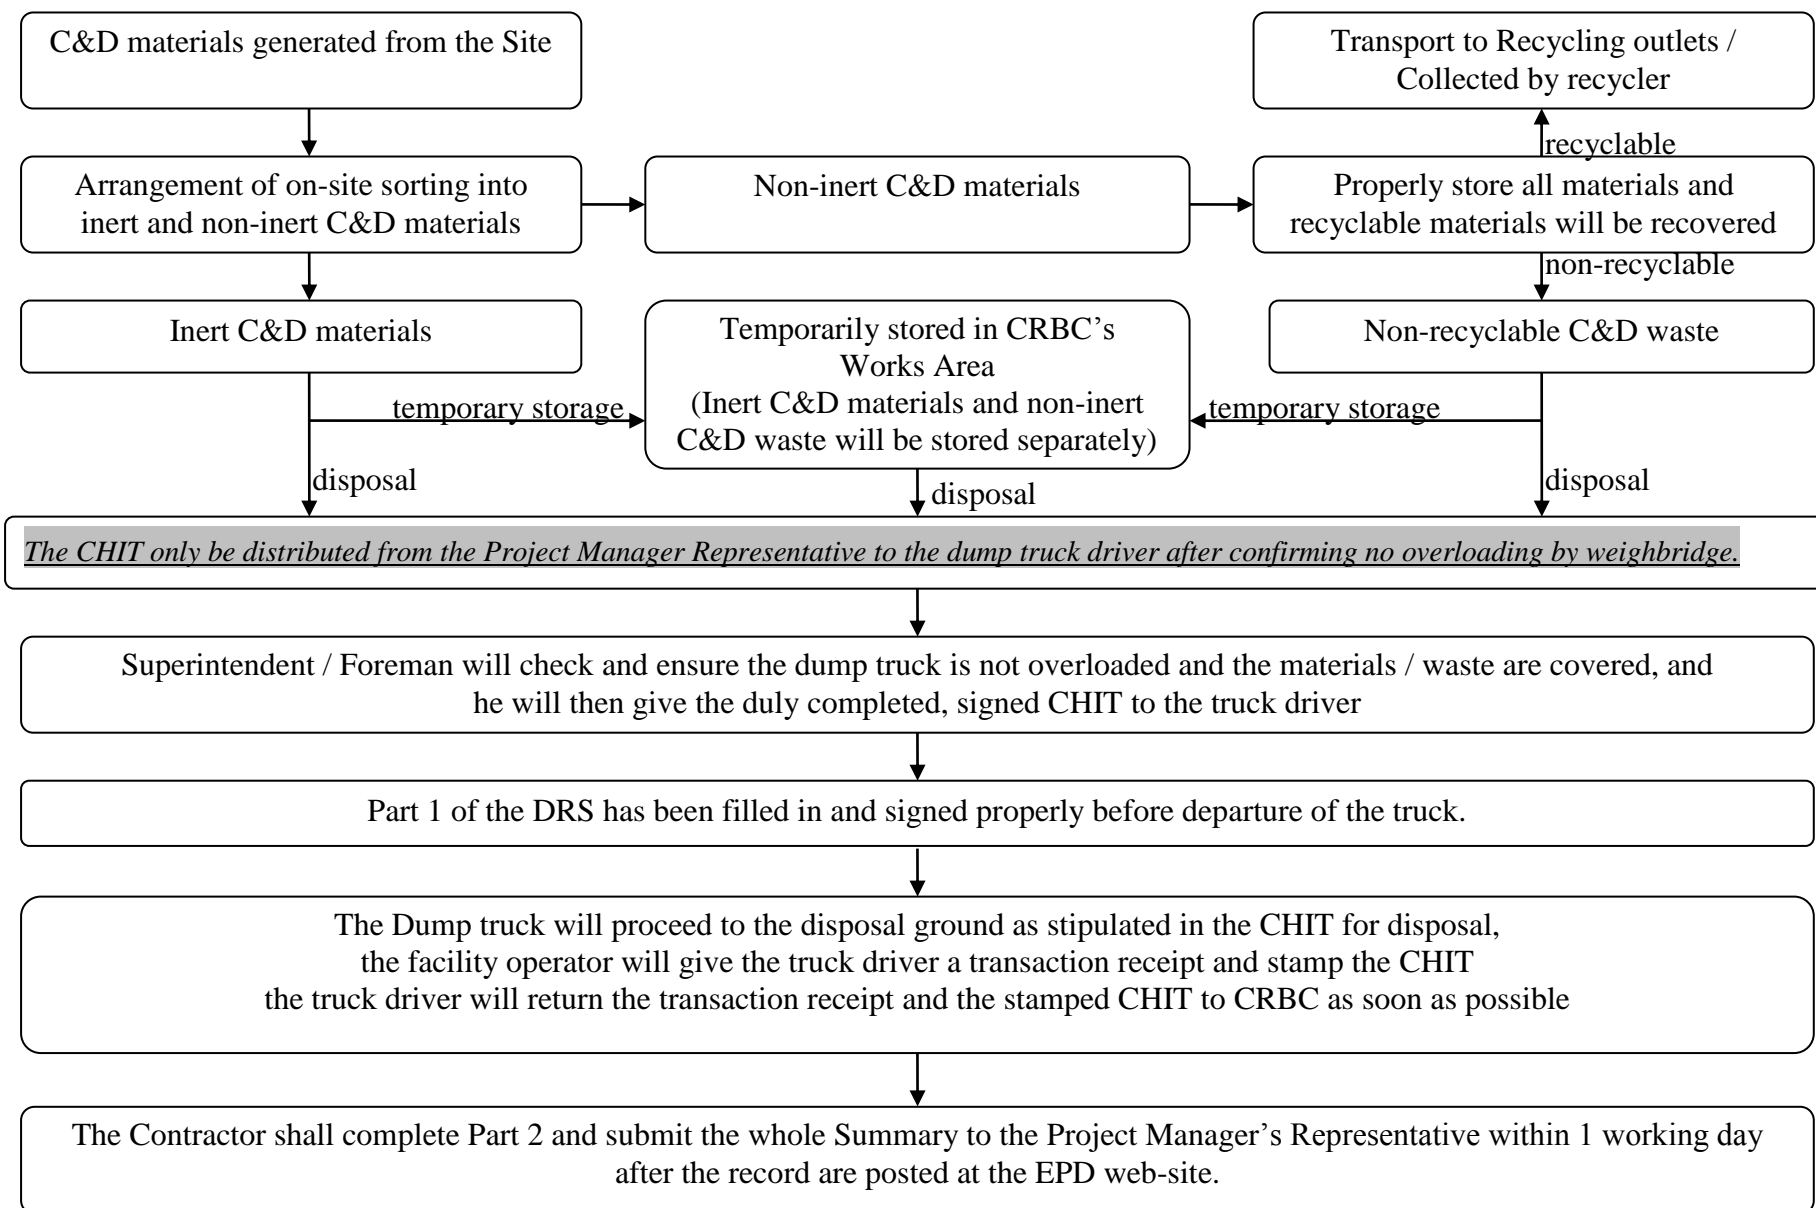 C&D materials generated from the Site
Transport to Recycling outlets /
Collected by recycler
recyclable
Arrangement of on-site sorting into
inert and non-inert C&D materials
Non-inert C&D materials
Properly store all materials and
recyclable materials will be recovered
non-recyclable
Inert C&D materials
Temporarily stored in CRBC’s
Works Area
(Inert C&D materials and non-inert
C&D waste will be stored separately)
Non-recyclable C&D waste
temporary storage
temporary storage
disposal
disposal
disposal
The CHIT only be distributed from the Project Manager Representative to the dump truck driver after confirming no overloading by weighbridge.
Superintendent / Foreman will check and ensure the dump truck is not overloaded and the materials / waste are covered, and
he will then give the duly completed, signed CHIT to the truck driver
Part 1 of the DRS has been filled in and signed properly before departure of the truck.
The Dump truck will proceed to the disposal ground as stipulated in the CHIT for disposal,
the facility operator will give the truck driver a transaction receipt and stamp the CHIT
the truck driver will return the transaction receipt and the stamped CHIT to CRBC as soon as possible
The Contractor shall complete Part 2 and submit the whole Summary to the Project Manager’s Representative within 1 working day
after the record are posted at the EPD web-site.